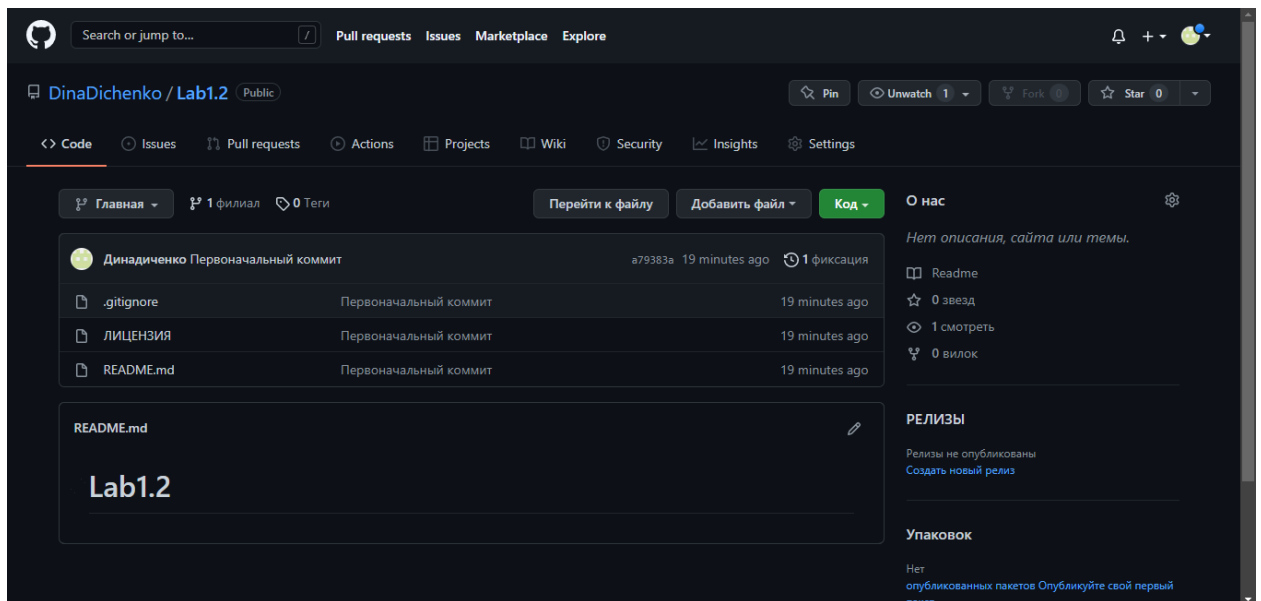 Search or jump to... /
Pull requests Issues Marketplace Explore
DinaDichenko / Lab1.2 Public
Pin Unwatch 1 Fork 0 Star 0
Code Issues Pull requests Actions Projects Wiki Security Insights Settings
Главная 1 филиал 0 Теги Перейти к файлу Добавить файл Код
Динадиченко Первоначальный коммит a79383a 19 minutes ago 1 фиксация
.gitignore Первоначальный коммит 19 minutes ago
ЛИЦЕНЗИЯ Первоначальный коммит 19 minutes ago
README.md Первоначальный коммит 19 minutes ago
README.md
Lab1.2
О нас
Нет описания, сайта или темы.
Readme
0 звезд
1 смотреть
0 вилок
РЕЛИЗЫ
Релизы не опубликованы
Создать новый релиз
Упаковок
Нет
опубликованных пакетов Опубликуйте свой первый